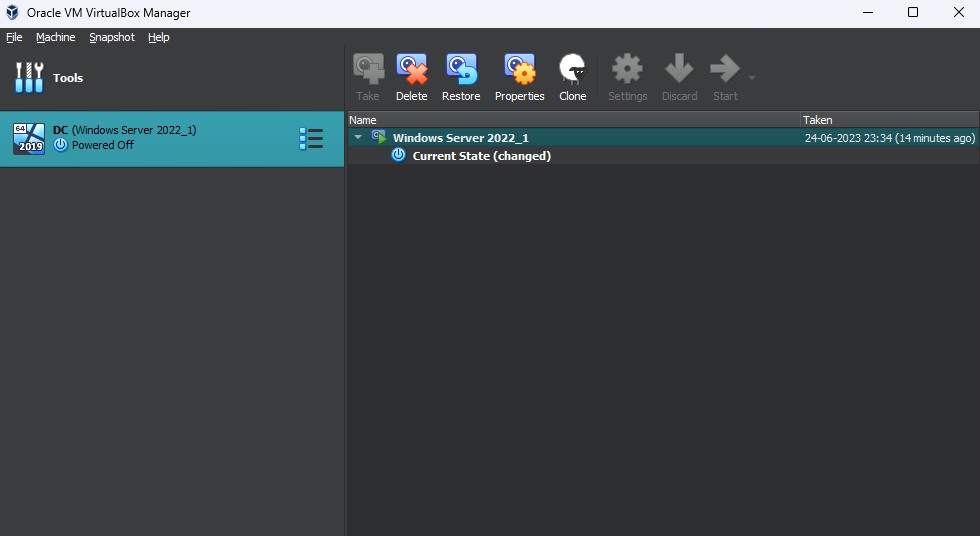 Oracle VM VirtualBox Manager
File Machine Snapshot Help
Tools
Take Delete Restore Properties Clone Settings Discard Start
64
2019
DC (Windows Server 2022_1)
Powered Off
Name Taken
Windows Server 2022_1 24-06-2023 23:34 (14 minutes ago)
Current State (changed)